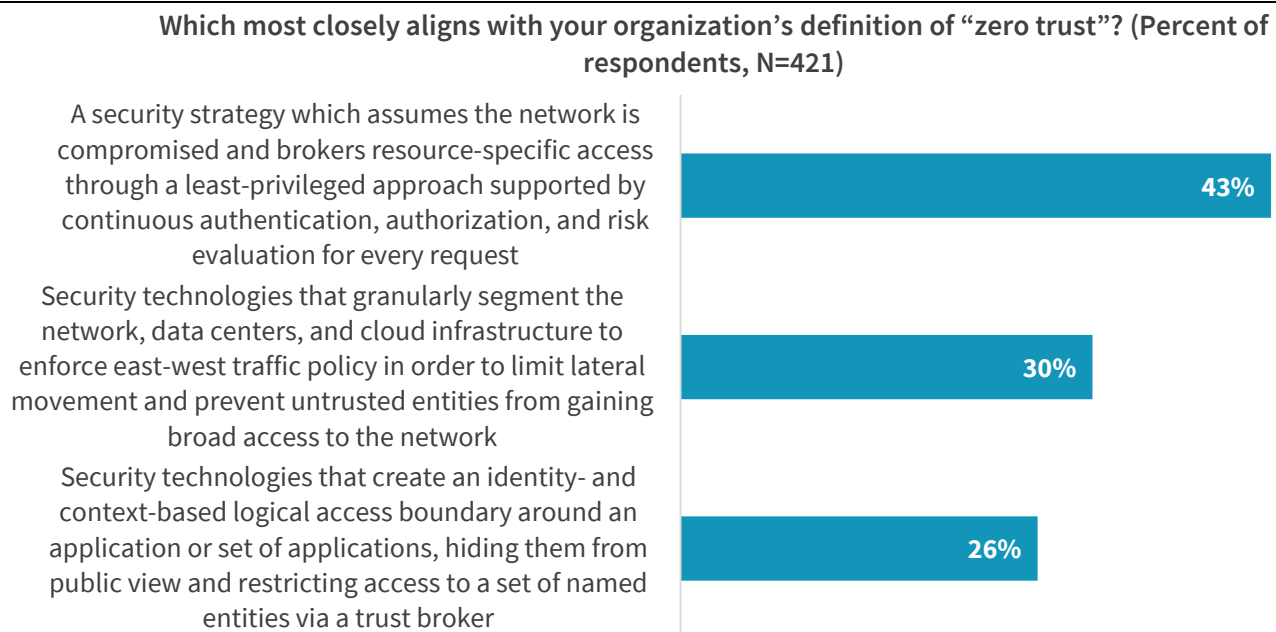 Which most closely aligns with your organization’s definition of “zero trust”? (Percent of
respondents, N=421)
A security strategy which assumes the network is
compromised and brokers resource-specific access
through a least-privileged approach supported by
continuous authentication, authorization, and risk
evaluation for every request
43%
Security technologies that granularly segment the
network, data centers, and cloud infrastructure to
enforce east-west traffic policy in order to limit lateral
movement and prevent untrusted entities from gaining
broad access to the network
30%
Security technologies that create an identity- and
context-based logical access boundary around an
application or set of applications, hiding them from
public view and restricting access to a set of named
entities via a trust broker
26%